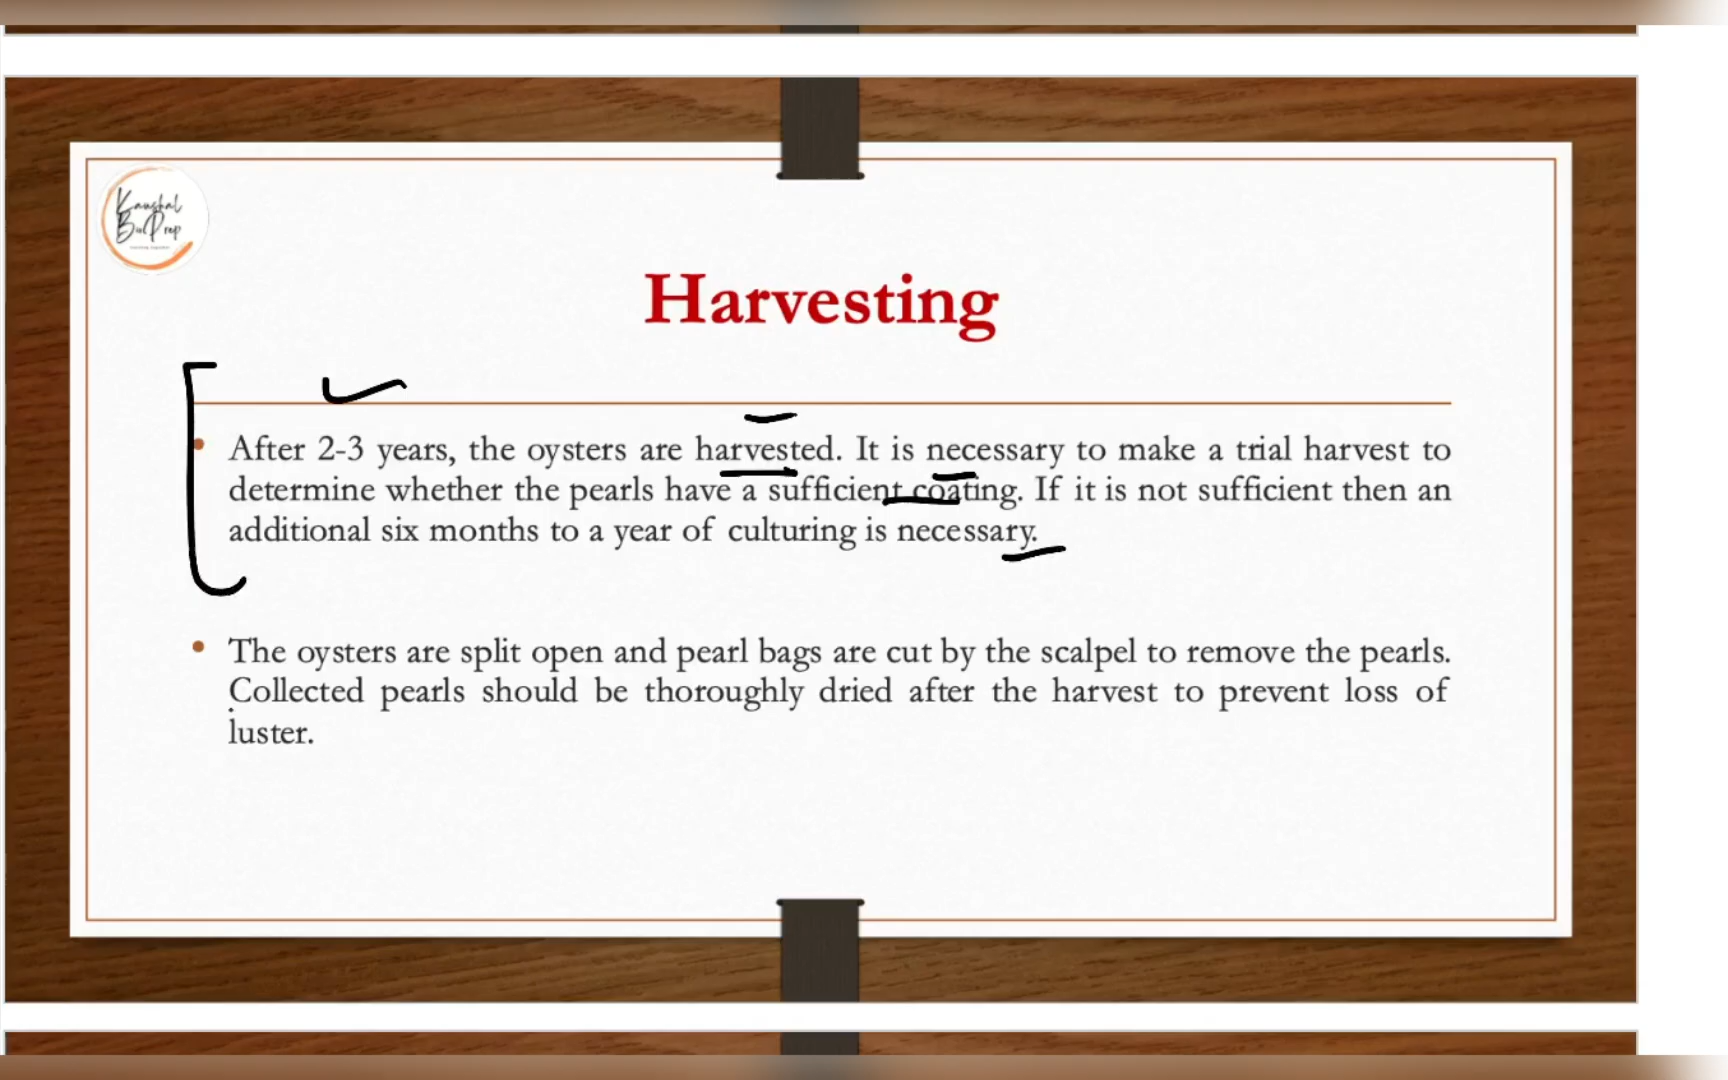 Kaushal
BioPrep
Harvesting
• After 2-3 years, the oysters are harvested. It is necessary to make a trial harvest to
determine whether the pearls have a sufficient coating. If it is not sufficient then an
additional six months to a year of culturing is necessary.
• The oysters are split open and pearl bags are cut by the scalpel to remove the pearls.
Collected pearls should be thoroughly dried after the harvest to prevent loss of
luster.